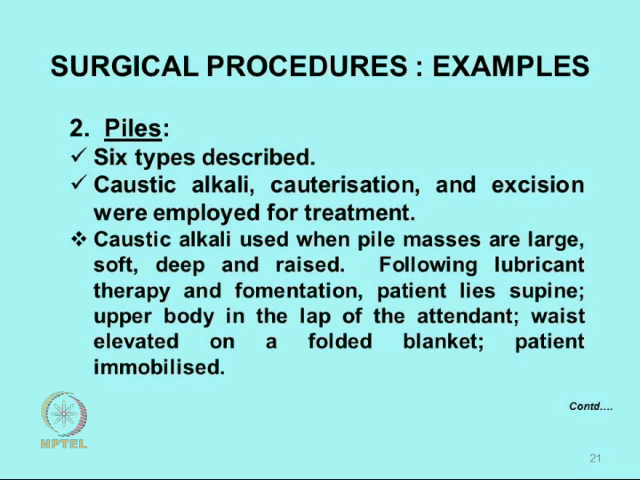 SURGICAL PROCEDURES : EXAMPLES
2. Piles:
✓ Six types described.
✓ Caustic alkali, cauterisation, and excision
were employed for treatment.
❖ Caustic alkali used when pile masses are large,
soft, deep and raised. Following lubricant
therapy and fomentation, patient lies supine;
upper body in the lap of the attendant; waist
elevated on a folded blanket; patient
immobilised.
Contd....
NPTEL
21